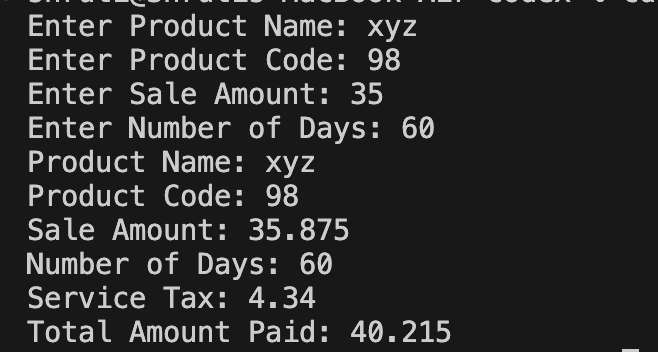 Enter Product Name: xyz
Enter Product Code: 98
Enter Sale Amount: 35
Enter Number of Days: 60
Product Name: xyz
Product Code: 98
Sale Amount: 35.875
Number of Days: 60
Service Tax: 4.34
Total Amount Paid: 40.215